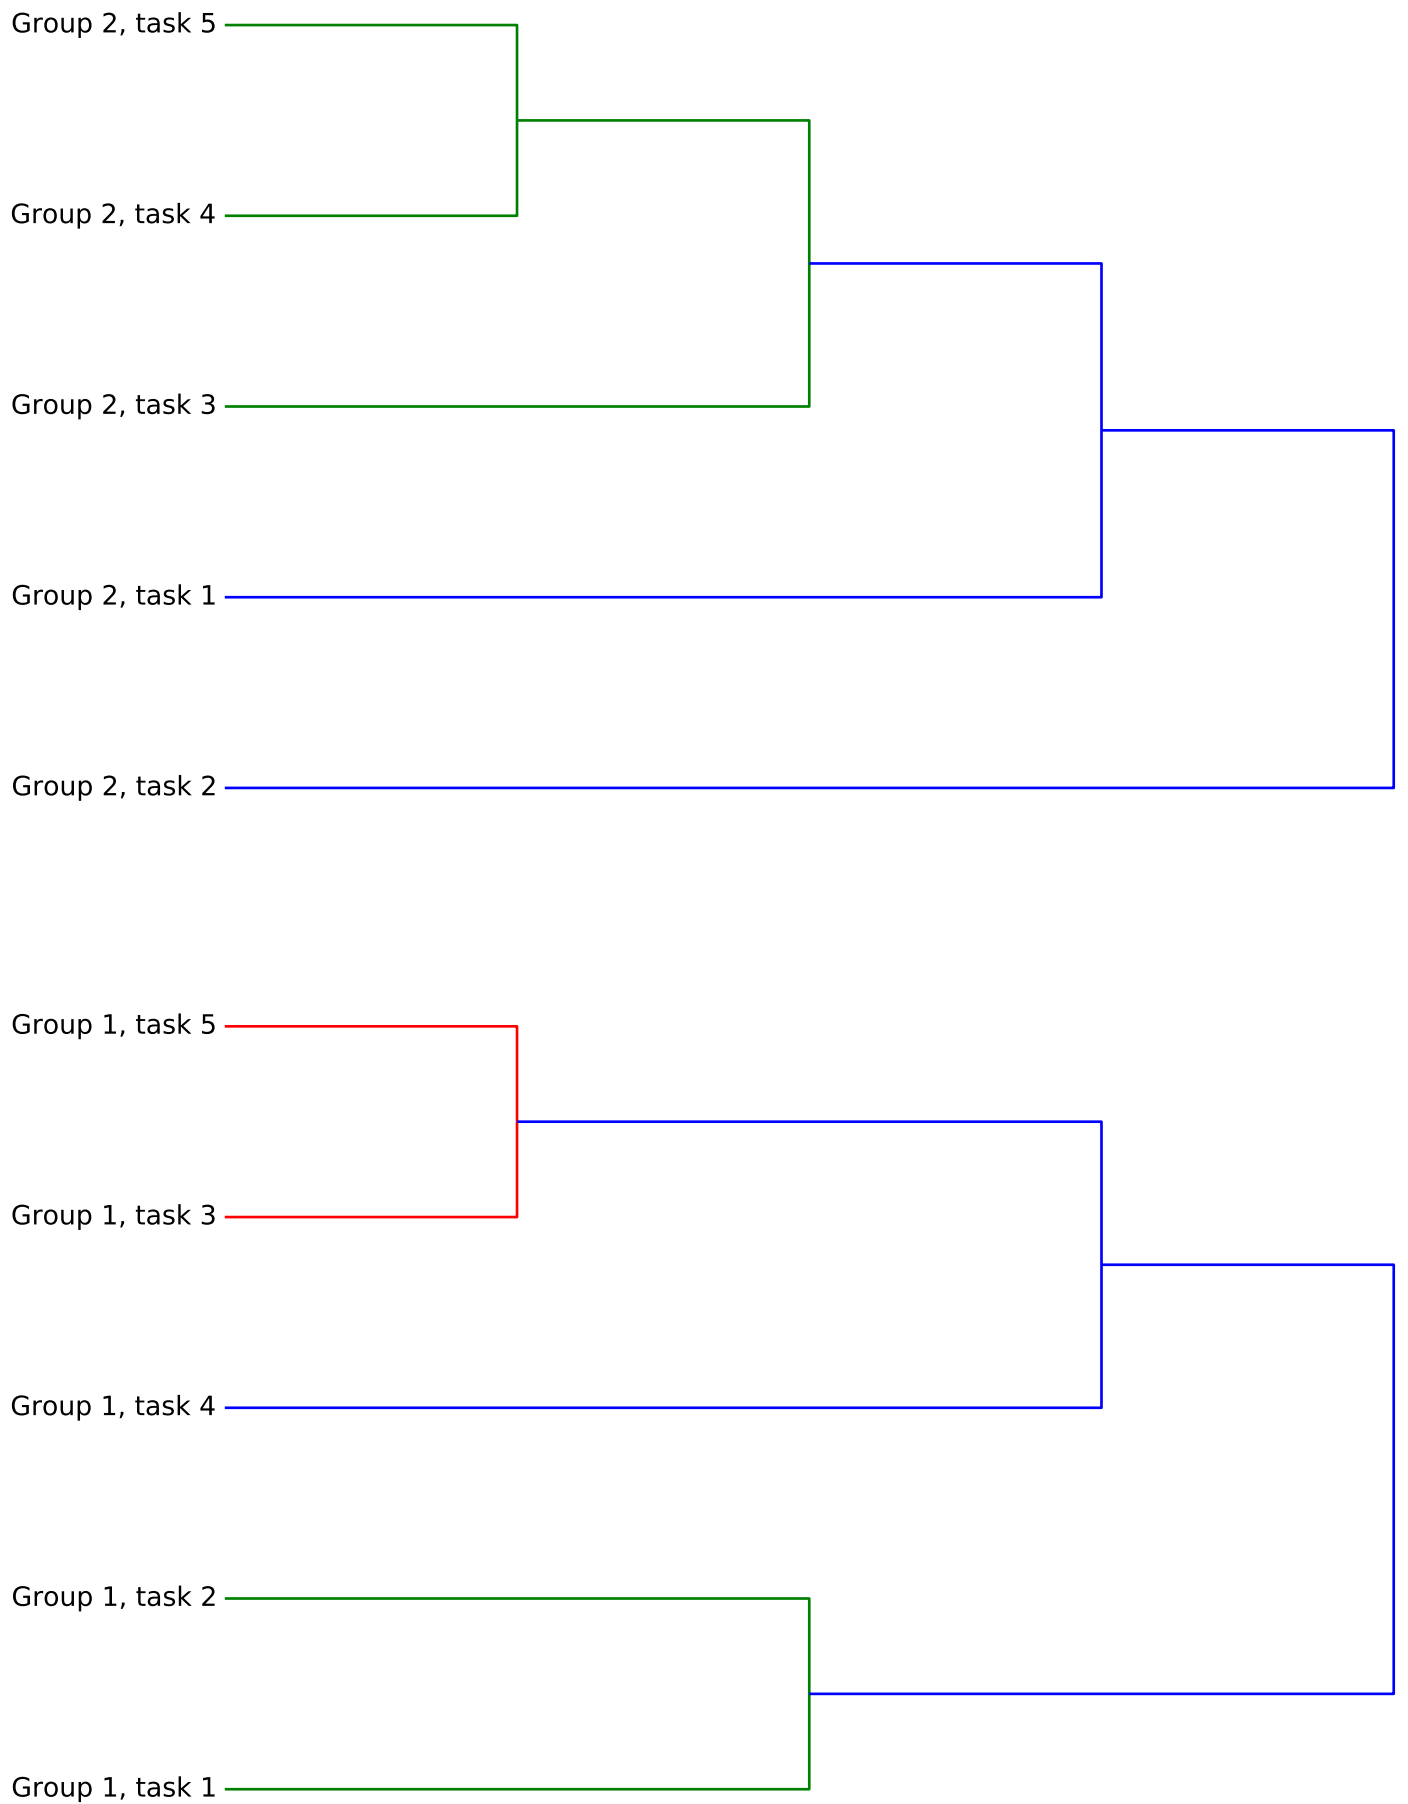 Group 2, task 5
Group 2, task 4
Group 2, task 3
Group 2, task 1
Group 2, task 2
Group 1, task 5
Group 1, task 3
Group 1, task 4
Group 1, task 2
Group 1, task 1